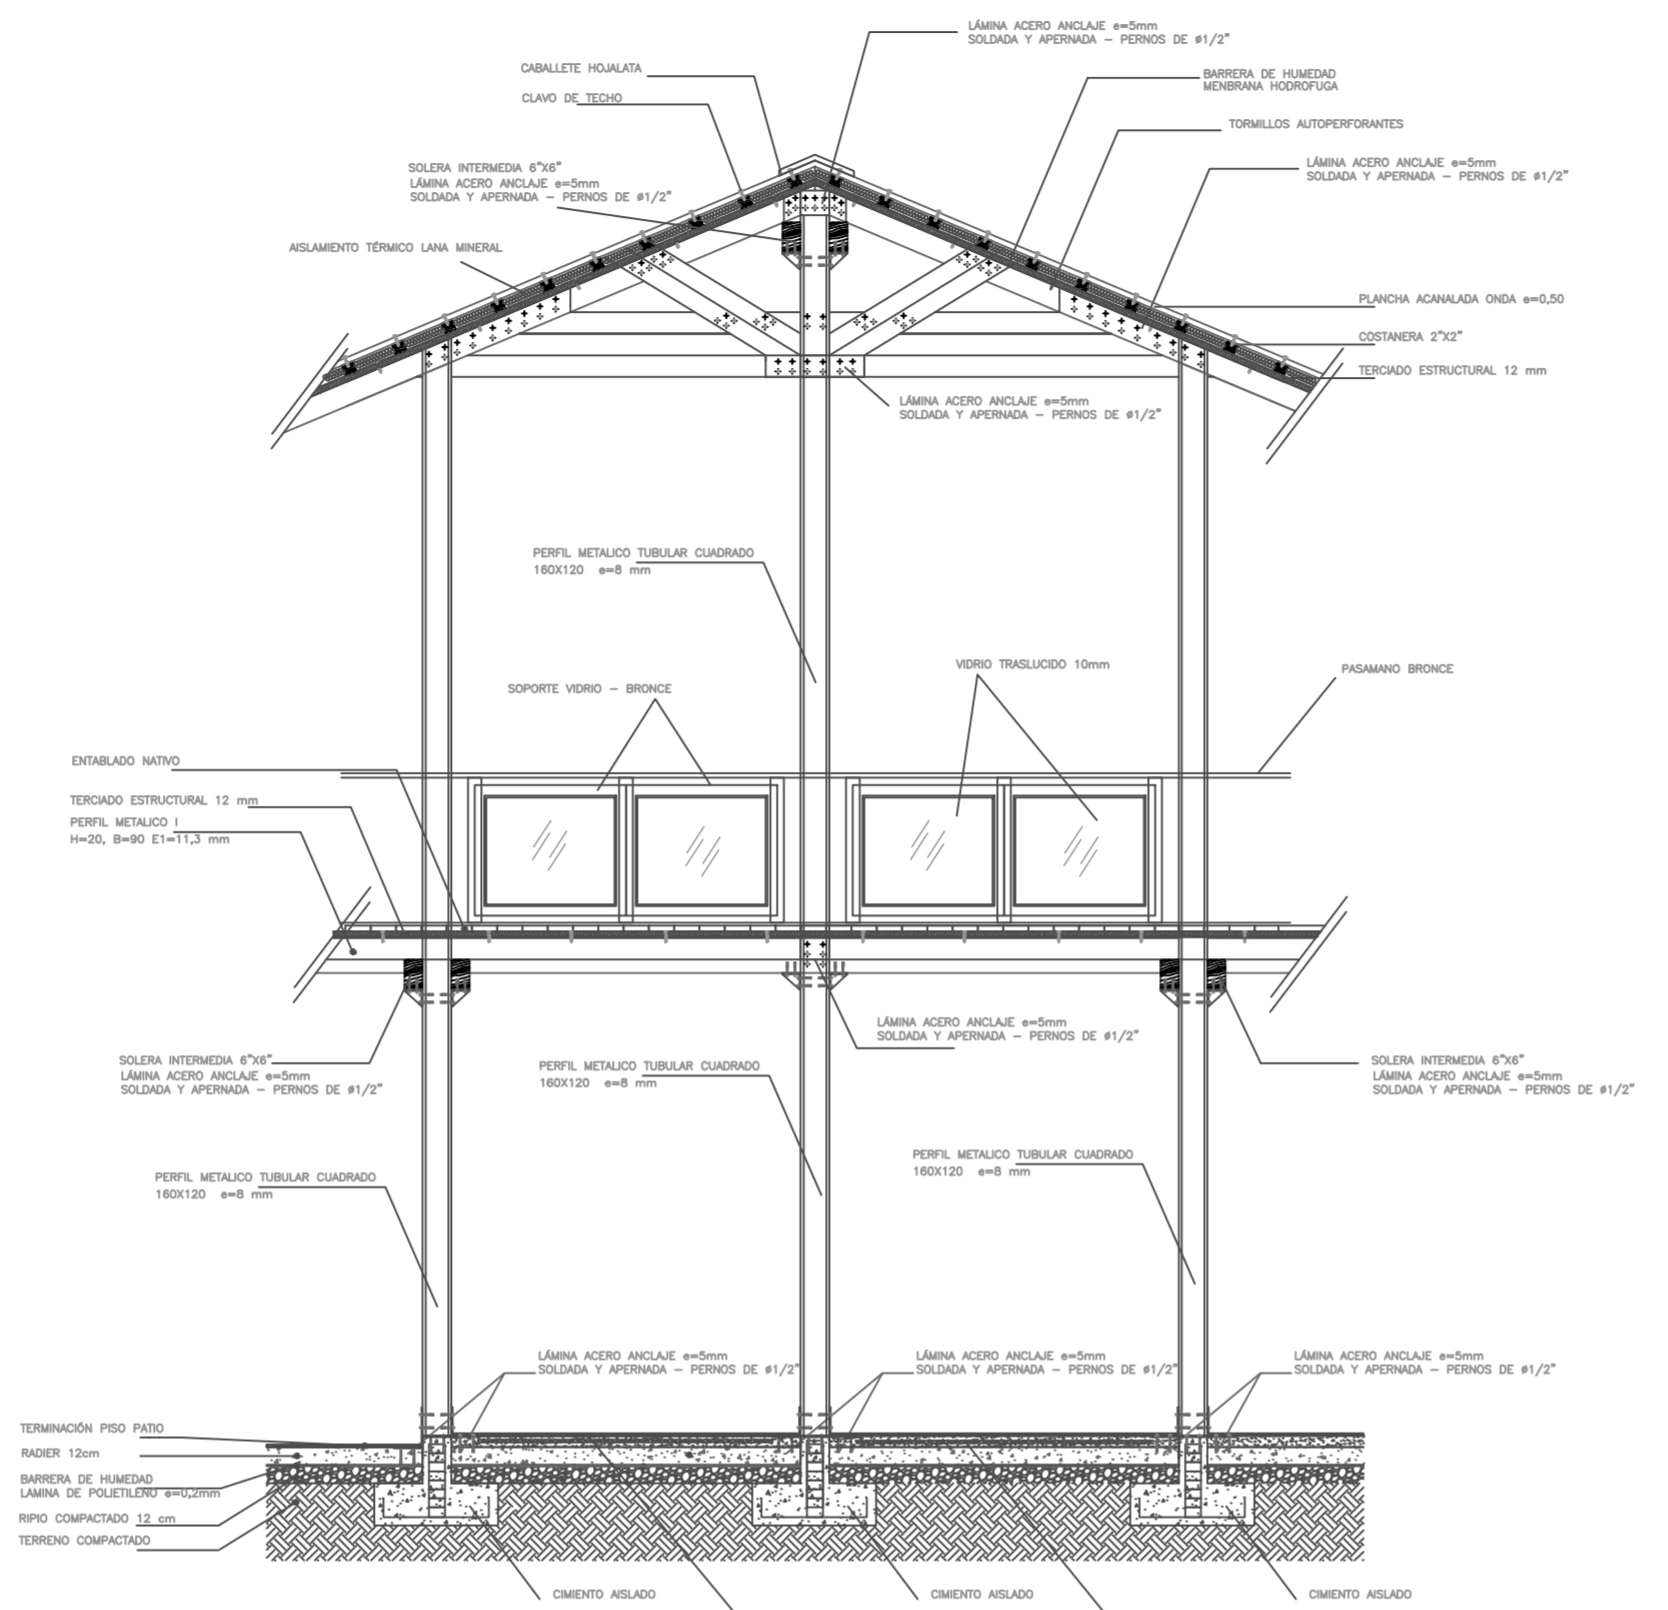 LÁMINA ACERO ANCLAJE e=5mm
SOLDADA Y APERNADA – PERNOS DE ø1/2"
CABALLETE HOJALATA
BARRERA DE HUMEDAD
MENBRANA HODROFUGA
CLAVO DE TECHO
TORMILLOS AUTOPERFORANTES
SOLERA INTERMEDIA 6"X6"
LÁMINA ACERO ANCLAJE e=5mm
SOLDADA Y APERNADA – PERNOS DE ø1/2"
LÁMINA ACERO ANCLAJE e=5mm
SOLDADA Y APERNADA – PERNOS DE ø1/2"
AISLAMIENTO TÉRMICO LANA MINERAL
PLANCHA ACANALADA ONDA e=0,50
COSTANERA 2"X2"
TERCIADO ESTRUCTURAL 12 mm
LÁMINA ACERO ANCLAJE e=5mm
SOLDADA Y APERNADA – PERNOS DE ø1/2"
PERFIL METALICO TUBULAR CUADRADO
160X120 e=8 mm
VIDRIO TRASLUCIDO 10mm
PASAMANO BRONCE
SOPORTE VIDRIO – BRONCE
ENTABLADO NATIVO
TERCIADO ESTRUCTURAL 12 mm
PERFIL METALICO I
H=20, B=90 E1=11,3 mm
LÁMINA ACERO ANCLAJE e=5mm
SOLDADA Y APERNADA – PERNOS DE ø1/2"
SOLERA INTERMEDIA 6"X6"
LÁMINA ACERO ANCLAJE e=5mm
SOLDADA Y APERNADA – PERNOS DE ø1/2"
PERFIL METALICO TUBULAR CUADRADO
160X120 e=8 mm
SOLERA INTERMEDIA 6"X6"
LÁMINA ACERO ANCLAJE e=5mm
SOLDADA Y APERNADA – PERNOS DE ø1/2"
PERFIL METALICO TUBULAR CUADRADO
160X120 e=8 mm
PERFIL METALICO TUBULAR CUADRADO
160X120 e=8 mm
LÁMINA ACERO ANCLAJE e=5mm
SOLDADA Y APERNADA – PERNOS DE ø1/2"
LÁMINA ACERO ANCLAJE e=5mm
SOLDADA Y APERNADA – PERNOS DE ø1/2"
LÁMINA ACERO ANCLAJE e=5mm
SOLDADA Y APERNADA – PERNOS DE ø1/2"
TERMINACIÓN PISO PATIO
RADIER 12cm
BARRERA DE HUMEDAD
LAMINA DE POLIETILENO e=0,2mm
RIPIO COMPACTADO 12 cm
TERRENO COMPACTADO
CIMIENTO AISLADO
CIMIENTO AISLADO
CIMIENTO AISLADO